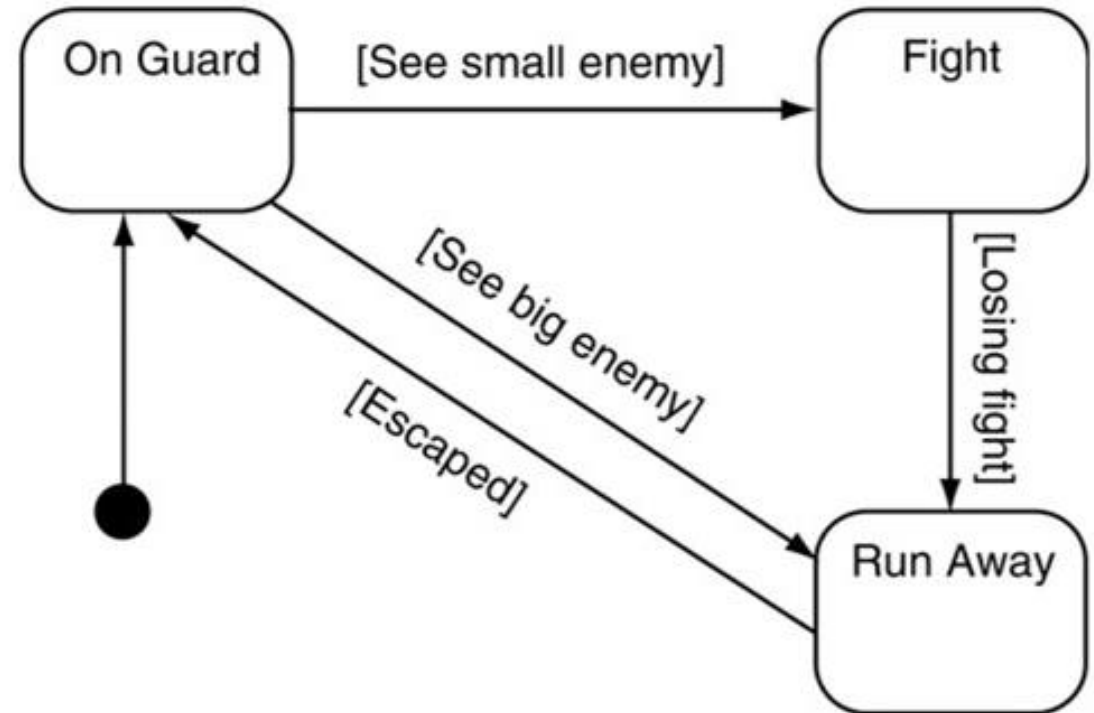 On Guard
[See small enemy]
Fight
[See big enemy]
[Losing fight]
[Escaped]
Run Away